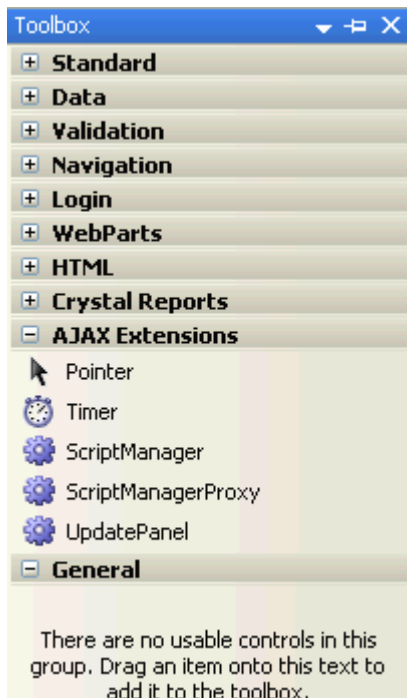 Toolbox
Standard
Data
Validation
Navigation
Login
WebParts
HTML
Crystal Reports
AJAX Extensions
Pointer
Timer
ScriptManager
ScriptManagerProxy
UpdatePanel
General
There are no usable controls in this
group. Drag an item onto this text to
add it to the toolbox.